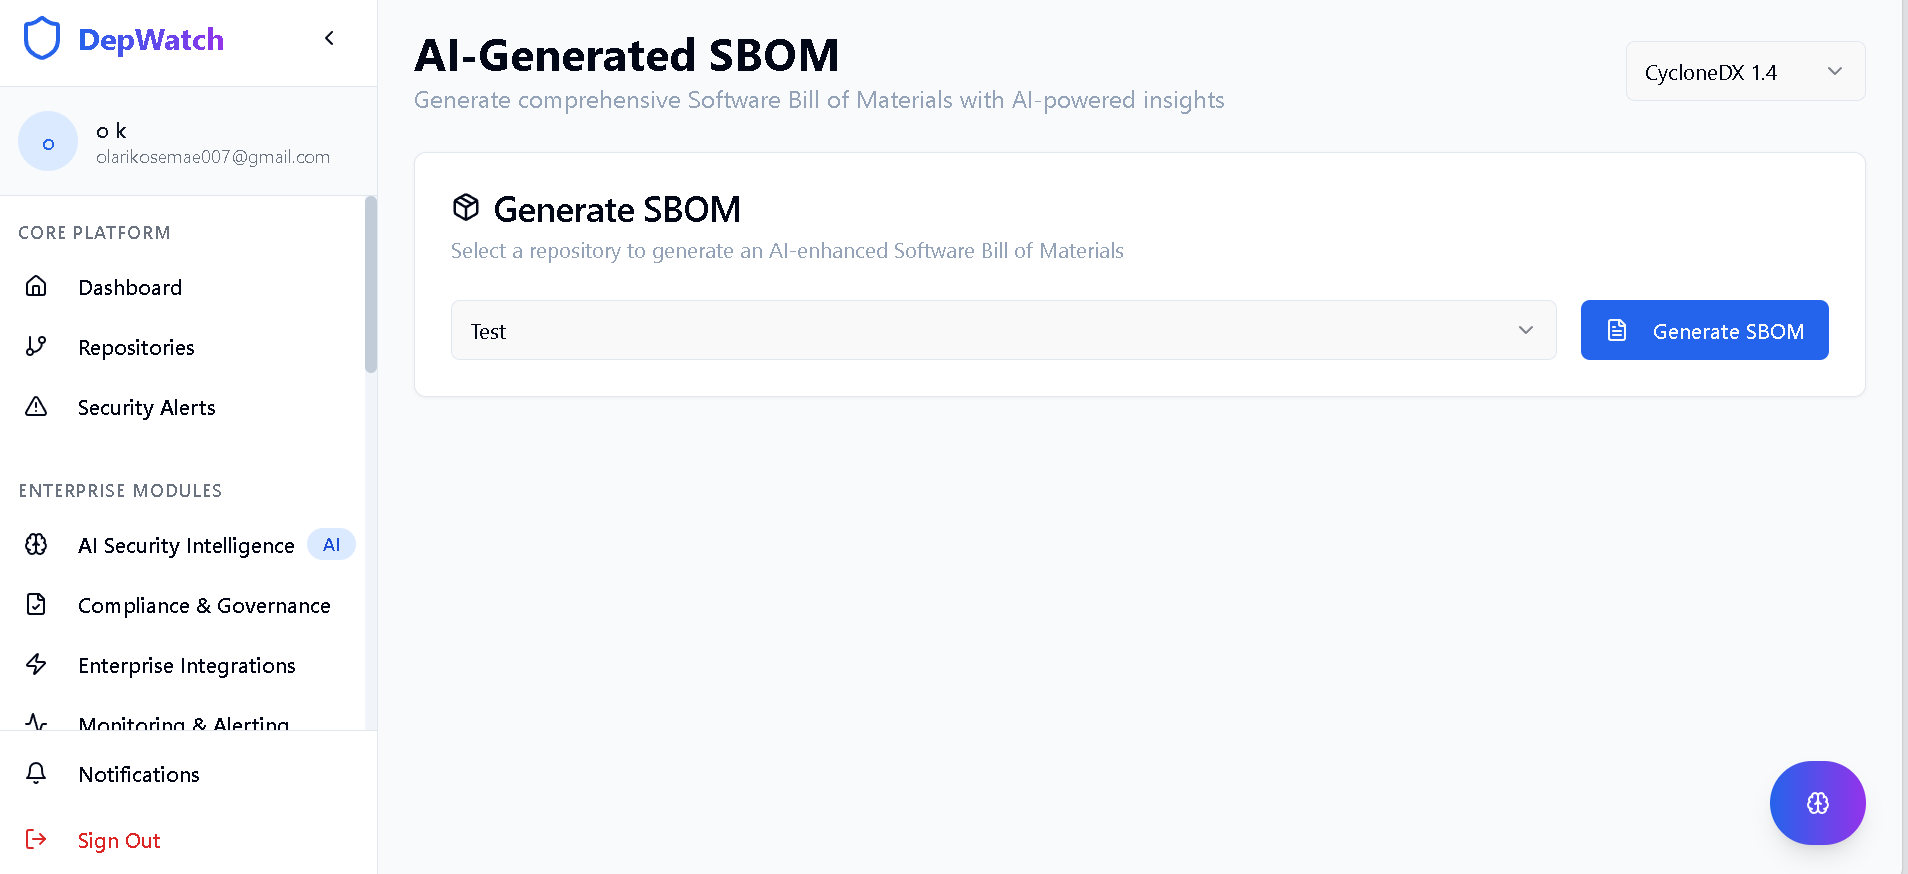 DepWatch
o
o k
olarikosemae007@gmail.com
CORE PLATFORM
Dashboard
Repositories
Security Alerts
ENTERPRISE MODULES
AI Security Intelligence AI
Compliance & Governance
Enterprise Integrations
Monitoring & Alerting
Notifications
Sign Out
AI-Generated SBOM
Generate comprehensive Software Bill of Materials with AI-powered insights
CycloneDX 1.4
Generate SBOM
Select a repository to generate an AI-enhanced Software Bill of Materials
Test
Generate SBOM